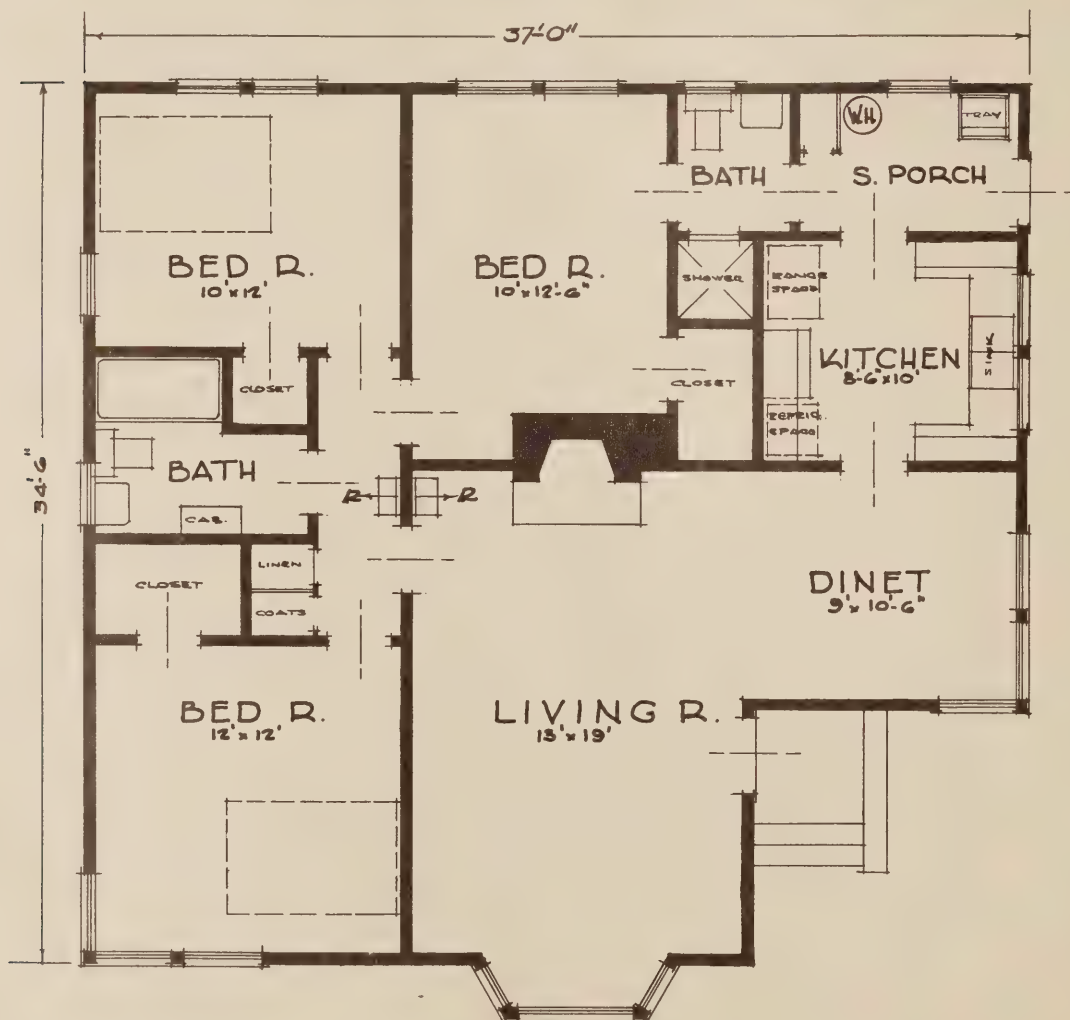 37'-0"
WH
TRAY
BATH
S. PORCH
BED R.
10'x12'
BED R.
10'x12'-6"
SHOWER
RANGE
SPACE
KITCHEN
8'-6"x10'
SINK
CLOSET
CLOSET
REFRIG.
SPACE
34'-6"
BATH
R
R
CAB.
LINEN
CLOSET
COATS
DINET
9'x10'-6"
BED R.
12'x12'
LIVING R.
13'x19'